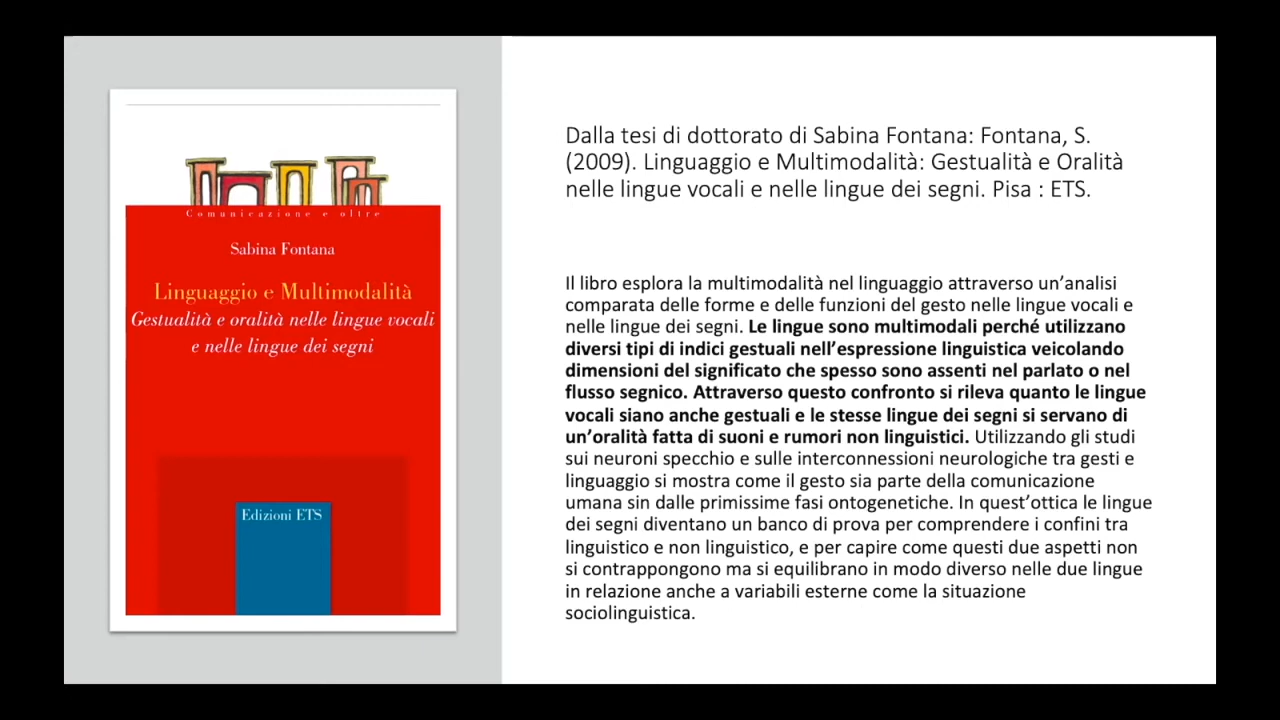 Comunicazione e oltre
Sabina Fontana
Linguaggio e Multimodalità
Gestualità e oralità nelle lingue vocali
e nelle lingue dei segni
Edizioni ETS
Dalla tesi di dottorato di Sabina Fontana: Fontana, S.
(2009). Linguaggio e Multimodalità: Gestualità e Oralità
nelle lingue vocali e nelle lingue dei segni. Pisa : ETS.
Il libro esplora la multimodalità nel linguaggio attraverso un’analisi
comparata delle forme e delle funzioni del gesto nelle lingue vocali e
nelle lingue dei segni. Le lingue sono multimodali perché utilizzano
diversi tipi di indici gestuali nell’espressione linguistica veicolando
dimensioni del significato che spesso sono assenti nel parlato o nel
flusso segnico. Attraverso questo confronto si rileva quanto le lingue
vocali siano anche gestuali e le stesse lingue dei segni si servano di
un’oralità fatta di suoni e rumori non linguistici. Utilizzando gli studi
sui neuroni specchio e sulle interconnessioni neurologiche tra gesti e
linguaggio si mostra come il gesto sia parte della comunicazione
umana sin dalle primissime fasi ontogenetiche. In quest’ottica le lingue
dei segni diventano un banco di prova per comprendere i confini tra
linguistico e non linguistico, e per capire come questi due aspetti non
si contrappongono ma si equilibrano in modo diverso nelle due lingue
in relazione anche a variabili esterne come la situazione
sociolinguistica.